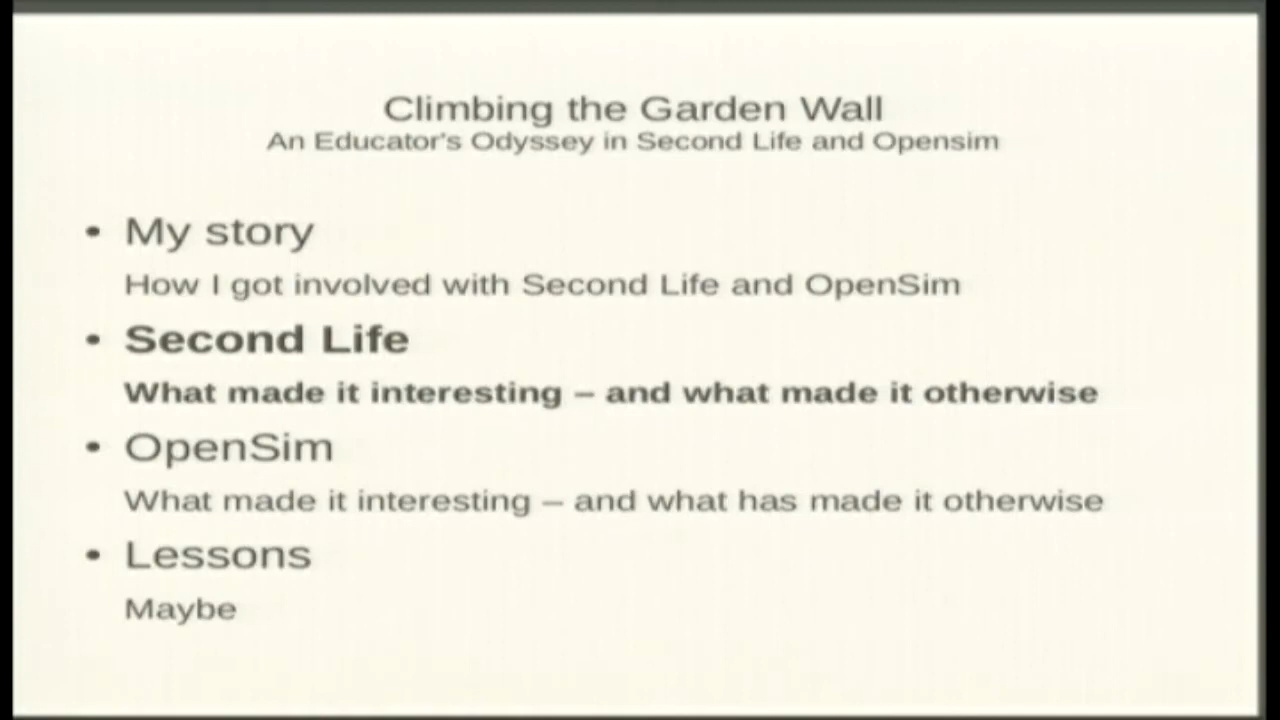 Climbing the Garden Wall
An Educator's Odyssey in Second Life and Opensim
• My story
How I got involved with Second Life and OpenSim
• Second Life
What made it interesting – and what made it otherwise
• OpenSim
What made it interesting – and what has made it otherwise
• Lessons
Maybe